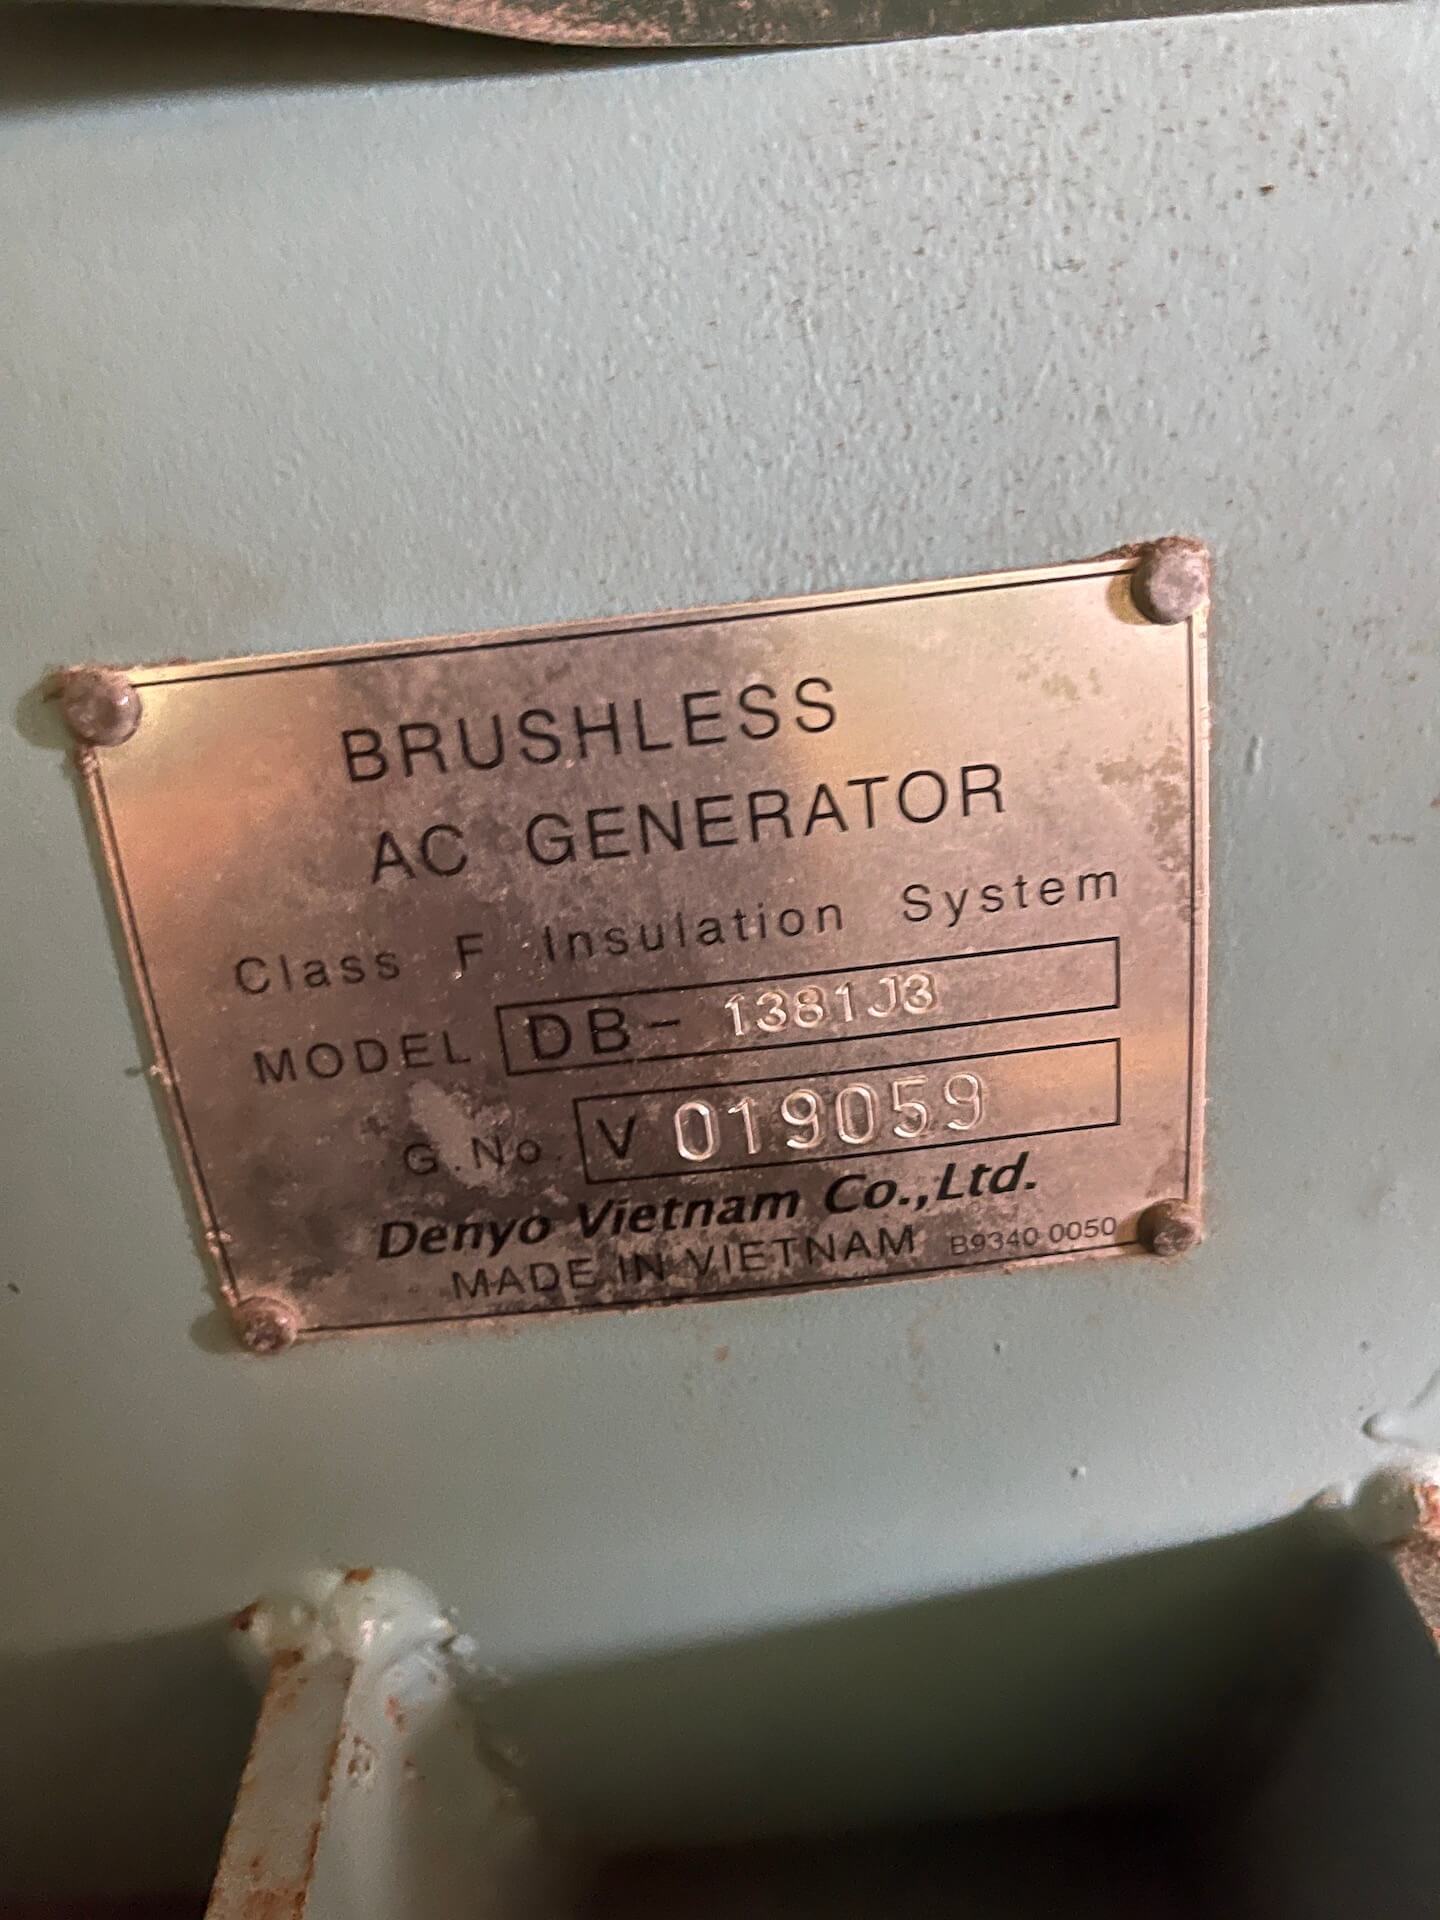 BRUSHLESS
AC GENERATOR
Class F Insulation System
MODEL DB- 1381J3
G.No. V 019059
Denyo Vietnam Co.,Ltd.
MADE IN VIETNAM B9340 0050